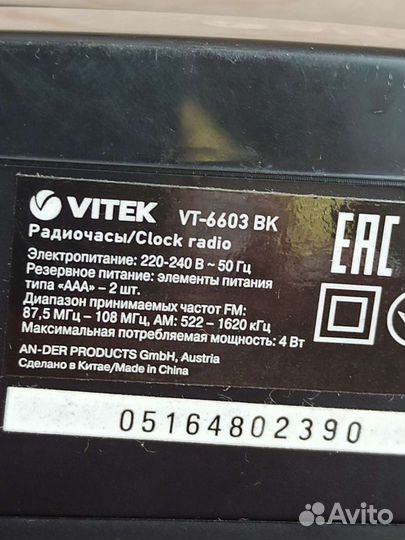 VITEK VT-6603 BK
Радиочасы/Clock radio
Электропитание: 220-240 В ~ 50 Гц
Резервное питание: элементы питания
типа «ААА» – 2 шт.
Диапазон принимаемых частот FM:
87,5 МГц – 108 МГц, AM: 522 – 1620 кГц
Максимальная потребляемая мощность: 4 Вт
AN-DER PRODUCTS GmbH, Austria
Сделано в Китае/Made in China
EAC
05164802390
Avito